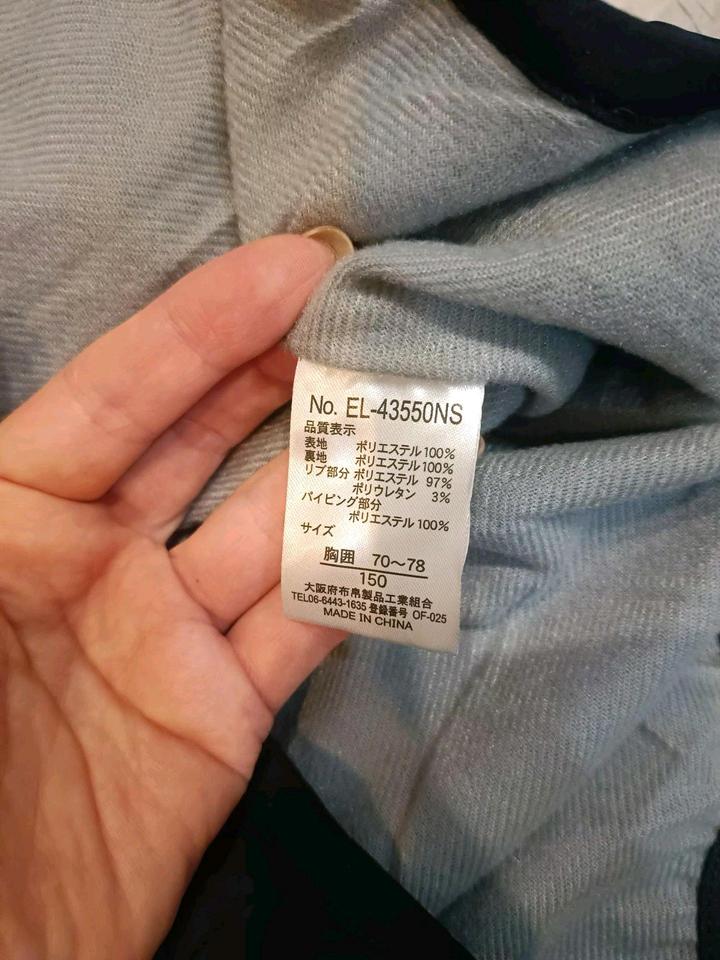 No. EL-43550NS
品質表示
表地 ポリエステル100%
裏地 ポリエステル100%
リブ部分 ポリエステル 97%
ポリウレタン 3%
パイピング部分
ポリエステル100%
サイズ
胸囲 70〜78
150
大阪府布帛製品工業組合
TEL06-6443-1635 登録番号 OF-025
MADE IN CHINA